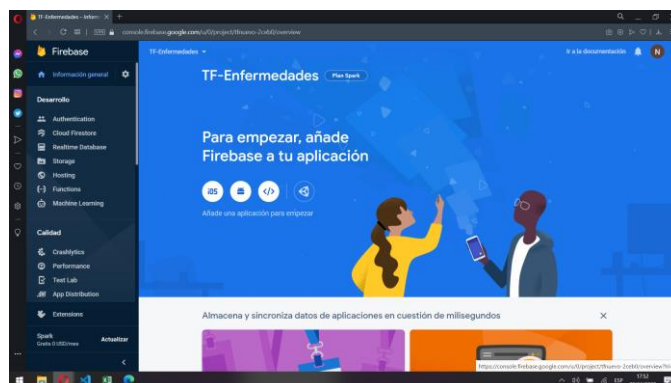 TF-Enfermedades - Inform
console.firebase.google.com/u/0/project/tfnuevo-2ceb0/overview
Firebase
TF-Enfermedades
Ir a la documentación
N
Información general
TF-Enfermedades
Plan Spark
Desarrollo
Authentication
Cloud Firestore
Realtime Database
Storage
Hosting
Functions
Machine Learning
Para empezar, añade
Firebase a tu aplicación
iOS
Añade una aplicación para empezar
Calidad
Crashlytics
Performance
Test Lab
App Distribution
Extensions
Spark
Gratis 0 USD/mes
Actualizar
Almacena y sincroniza datos de aplicaciones en cuestión de milisegundos
https://console.firebase.google.com/u/0/project/tfnuevo-2ceb0/overview
ESP
17:52